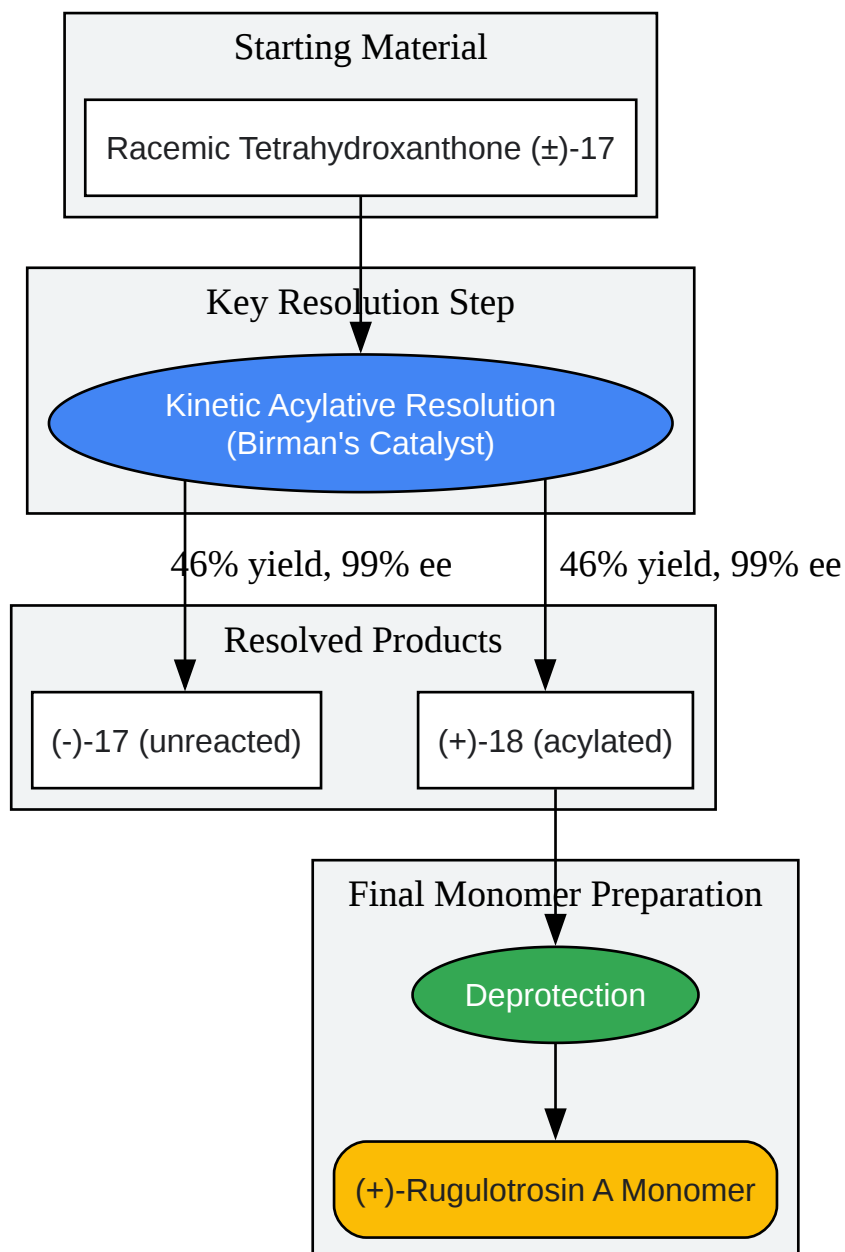 Starting Material
Racemic Tetrahydroxanthone (±)-17
Key Resolution Step
Kinetic Acylative Resolution
(Birman's Catalyst)
46% yield, 99% ee
46% yield, 99% ee
Resolved Products
(-)-17 (unreacted)
(+)-18 (acylated)
Final Monomer Preparation
Deprotection
(+)-Rugulotrosin A Monomer